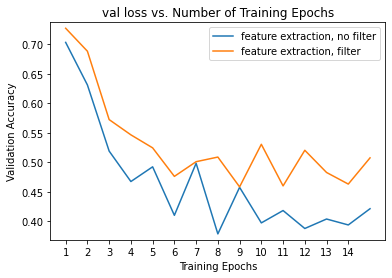 val loss vs. Number of Training Epochs
feature extraction, no filter
feature extraction, filter
Validation Accuracy
0.70
0.65
0.60
0.55
0.50
0.45
0.40
1 2 3 4 5 6 7 8 9 10 11 12 13 14
Training Epochs